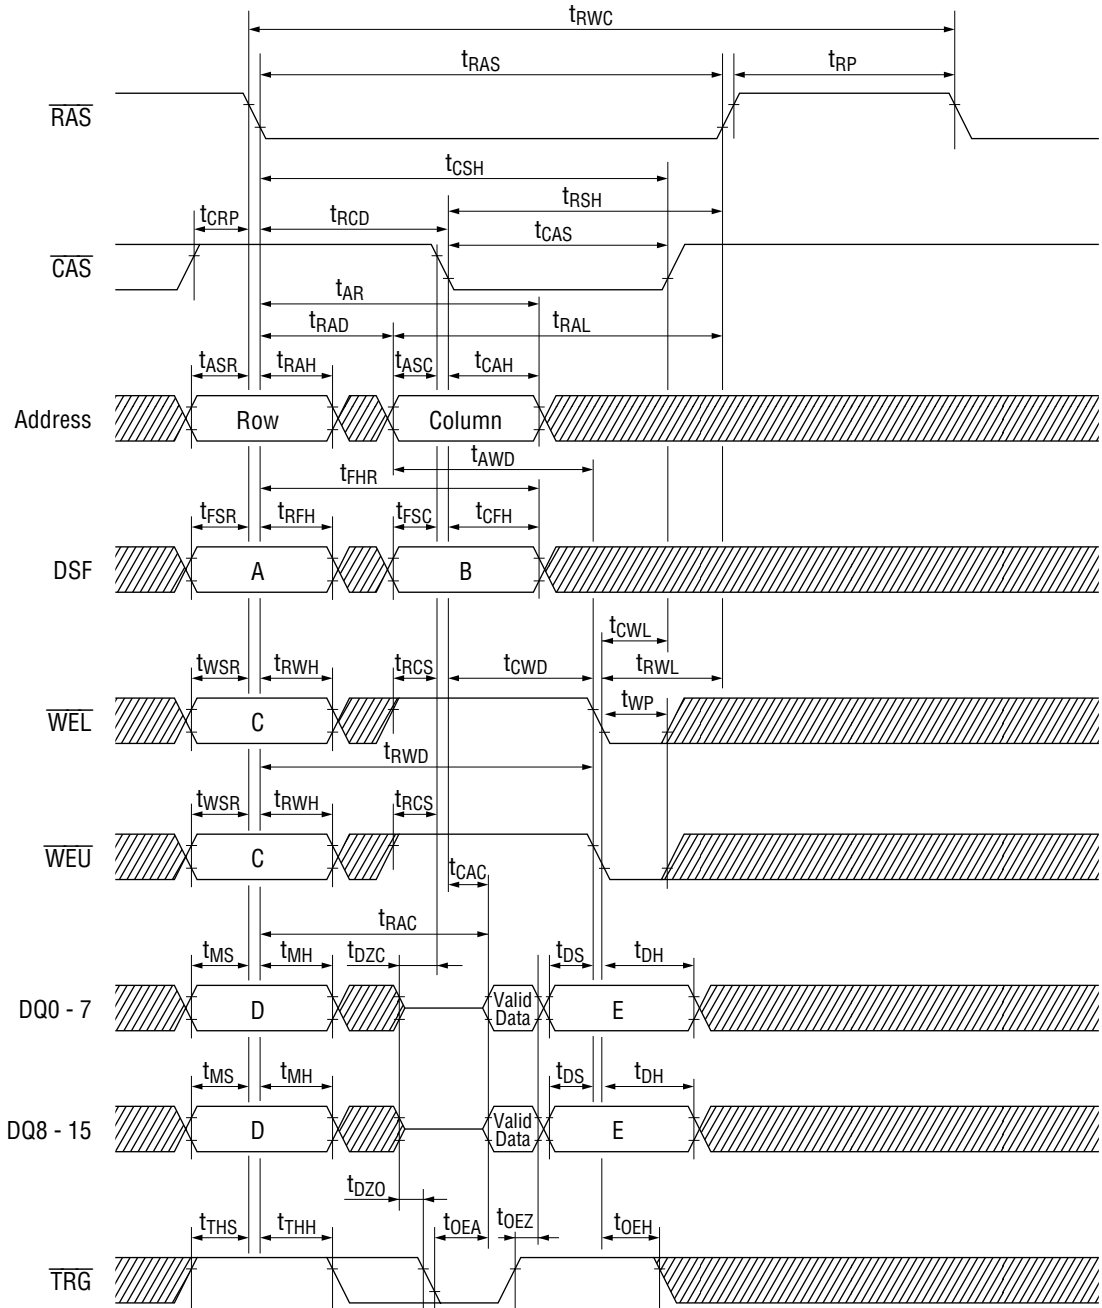 tRWC
tRAS tRP
RAS
tCSH
tRSH
tCRP tRCD tCAS
CAS
tAR
tRAD tRAL
tASR tRAH tASC tCAH
Address Row Column
tAWD
tFHR
tFSR tRFH tFSC tCFH
DSF A B
tCWL
tWSR tRWH tRCS tCWD tRWL
tWP
WEL C
tRWD
tWSR tRWH tRCS
WEU C
tCAC
tRAC
tMS tMH tDZC tDS tDH
DQ0 - 7 D Valid Data E
tMS tMH tDS tDH
DQ8 - 15 D Valid Data E
tDZO
tTHS tTHH tOEA tOEZ tOEH
TRG